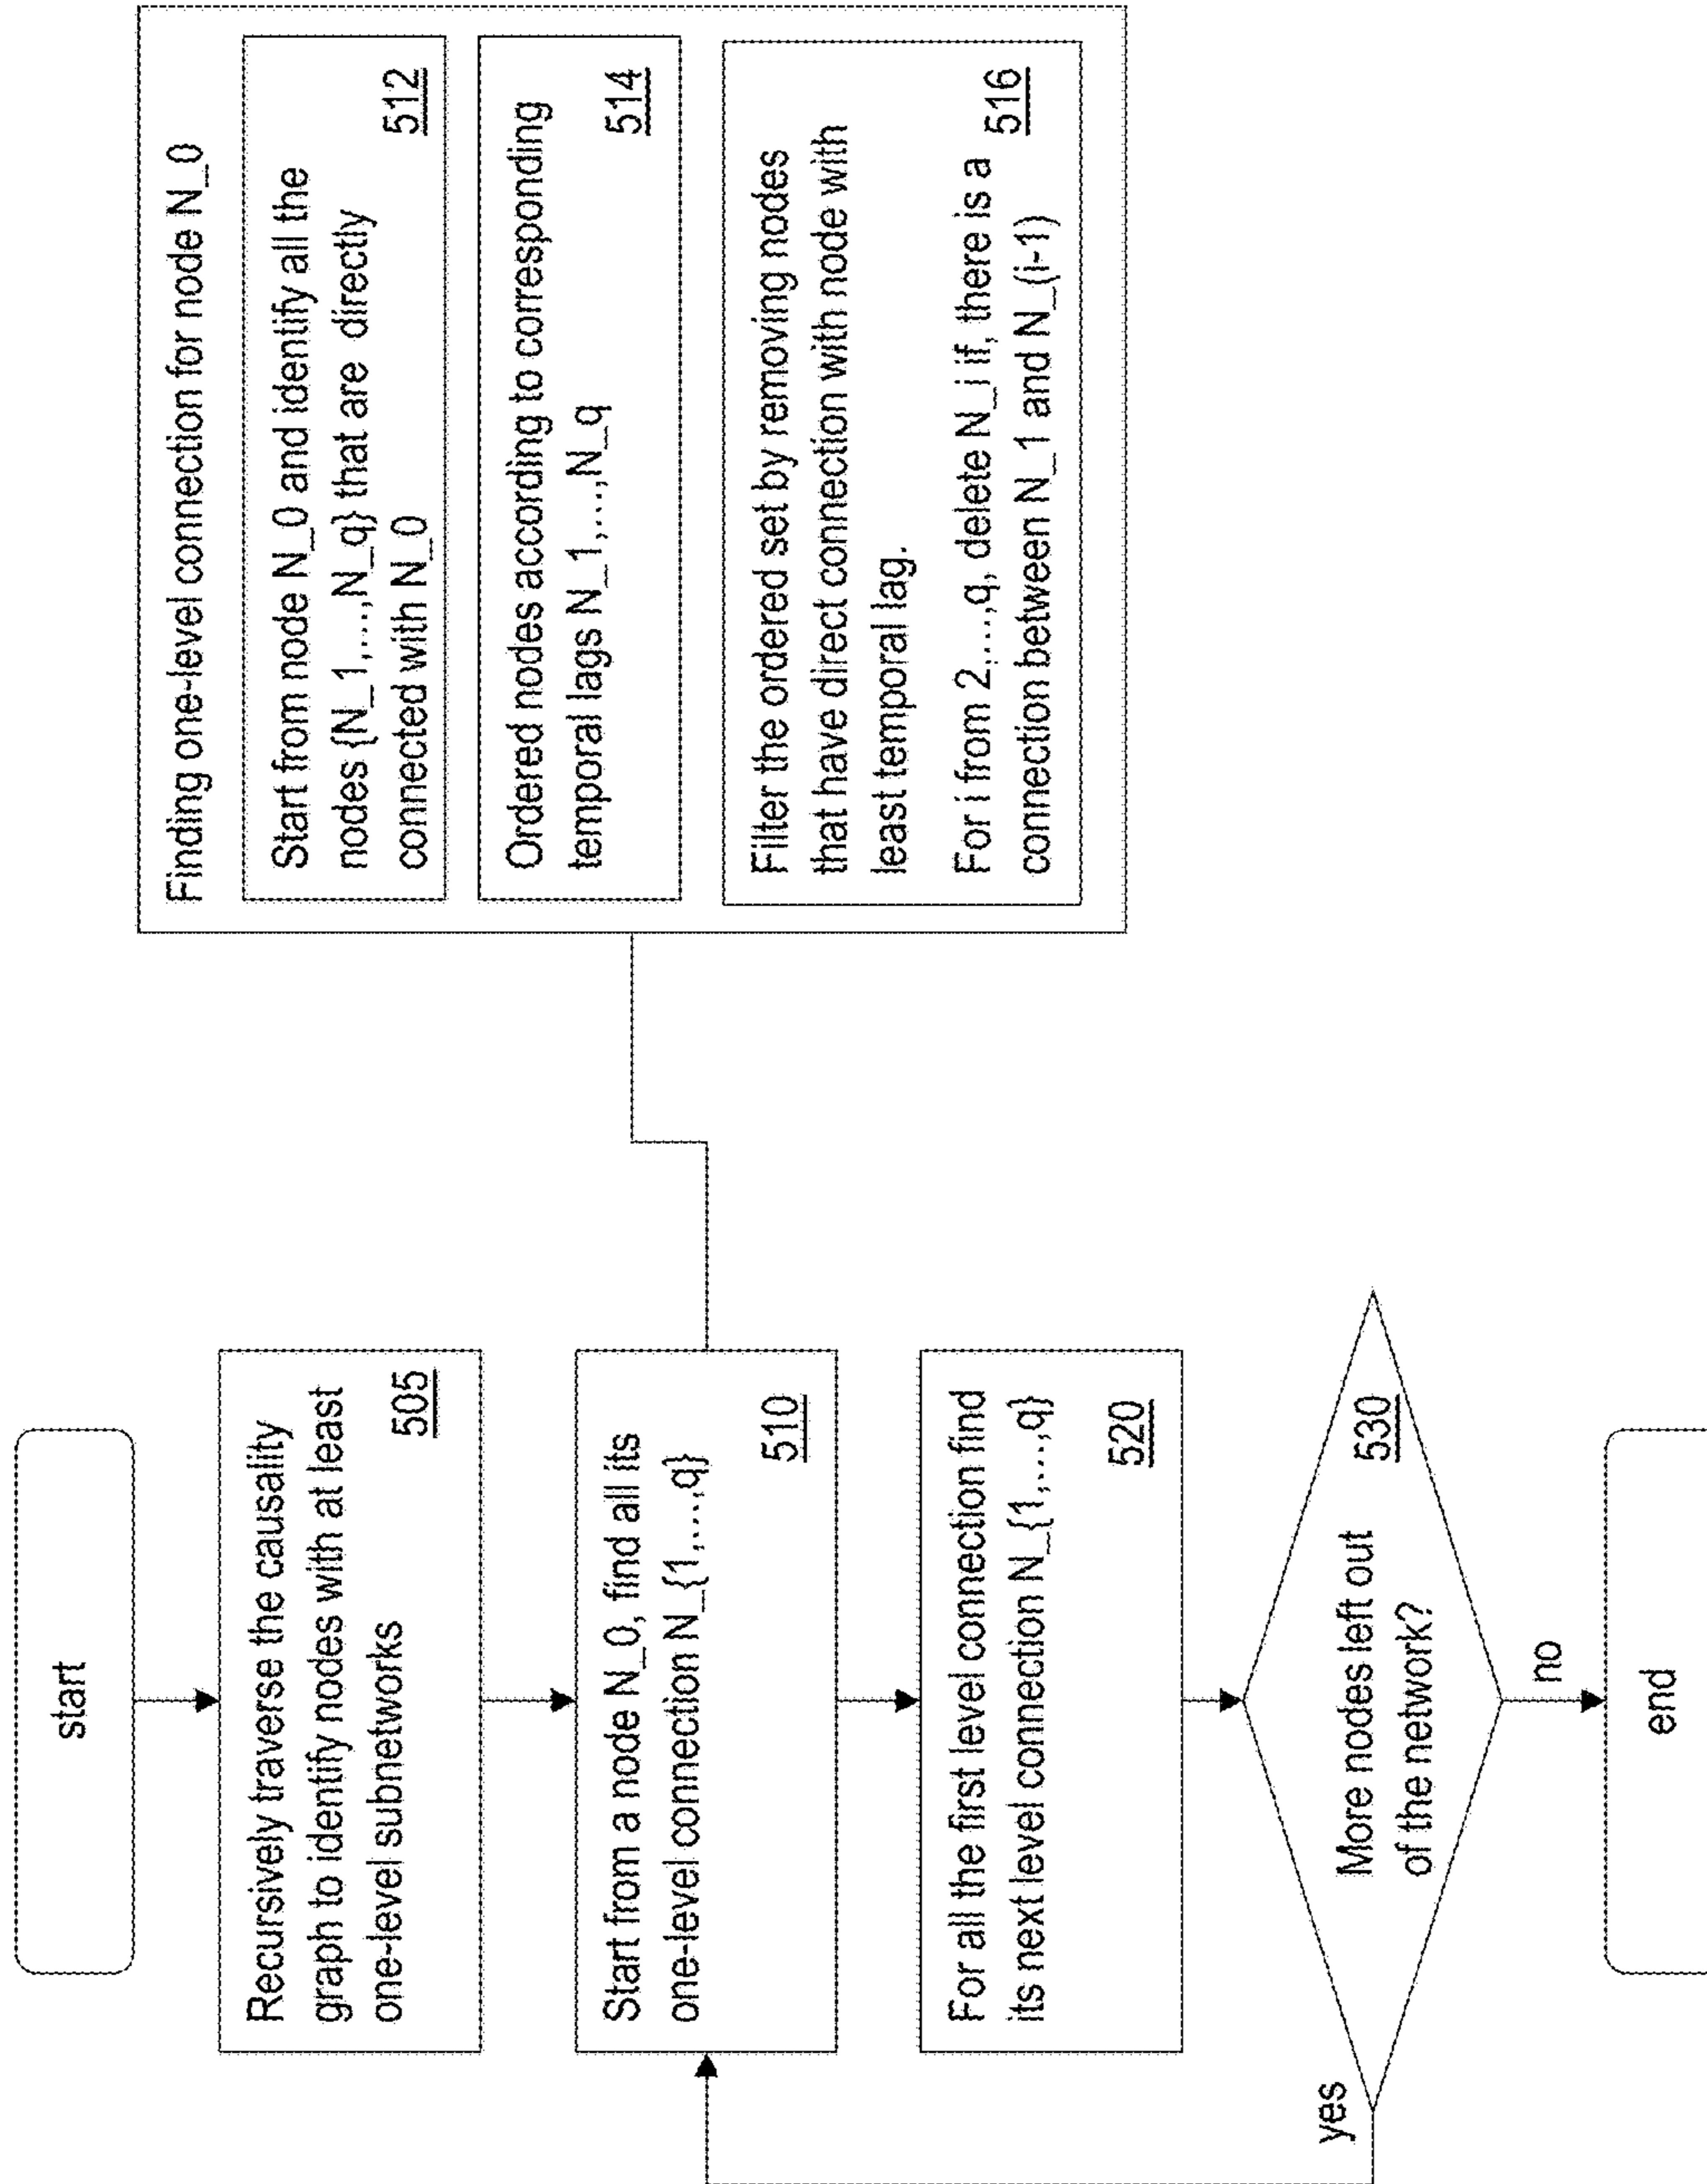 start
Recursively traverse the causality
graph to identify nodes with at least
one-level subnetworks
505
Start from a node N_0, find all its
one-level connection N_{1,...,q}
510
For all the first level connection find
its next level connection N_{1,...,q}
520
More nodes left out
of the network?
530
yes
no
end
Finding one-level connection for node N_0
Start from node N_0 and identify all the
nodes {N_1,...,N_q} that are directly
connected with N_0
512
Ordered nodes according to corresponding
temporal lags N_1,...,N_q
514
Filter the ordered set by removing nodes
that have direct connection with node with
least temporal lag.
For i from 2,...,q, delete N_i if, there is a
connection between N_1 and N_(i-1)
516